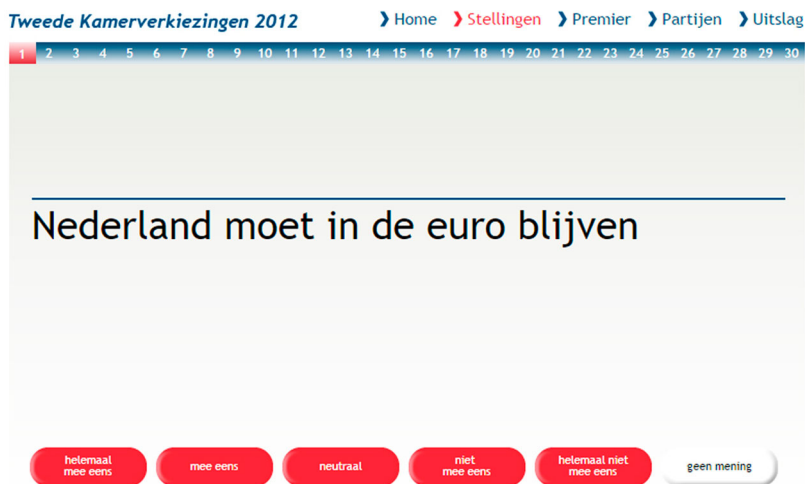 Tweede Kamerverkiezingen 2012
Home Stellingen Premier Partijen Uitslag
1 2 3 4 5 6 7 8 9 10 11 12 13 14 15 16 17 18 19 20 21 22 23 24 25 26 27 28 29 30
Nederland moet in de euro blijven
helemaal
mee eens
mee eens
neutraal
niet
mee eens
helemaal niet
mee eens
geen mening